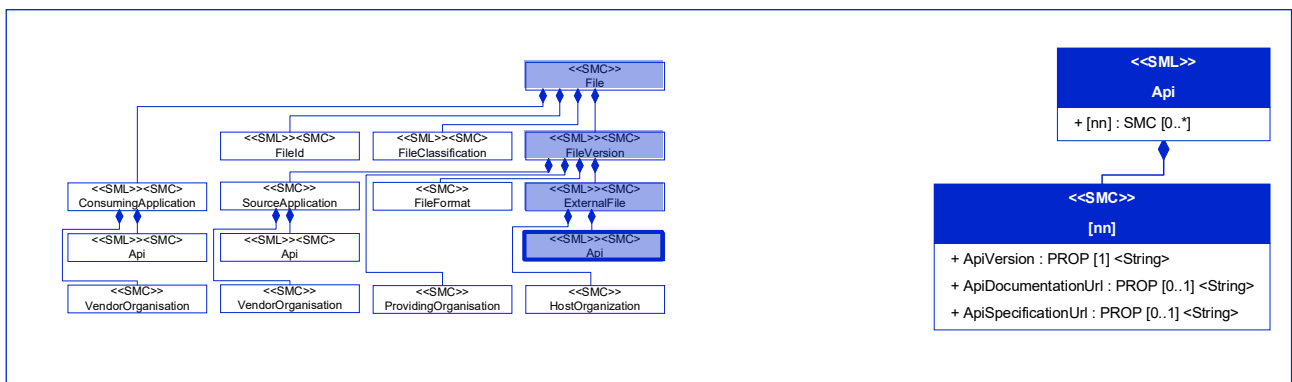 <<SMC>>
File
<<SML>><SMC>
FileId
<<SML>><SMC>
FileClassification
<<SML>><SMC>
FileVersion
<<SML>><SMC>
ConsumingApplication
<<SML>><SMC>
SourceApplication
<<SMC>>
FileFormat
<<SML>><SMC>
ExternalFile
<<SML>><SMC>
Api
<<SML>><SMC>
Api
<<SML>><SMC>
Api
<<SMC>>
VendorOrganisation
<<SMC>>
VendorOrganisation
<<SMC>>
ProvidingOrganisation
<<SMC>>
HostOrganization
<<SML>>
Api
+ [nn] : SMC [0..*]
<<SMC>>
[nn]
+ ApiVersion : PROP [1] <String>
+ ApiDocumentationUrl : PROP [0..1] <String>
+ ApiSpecificationUrl : PROP [0..1] <String>